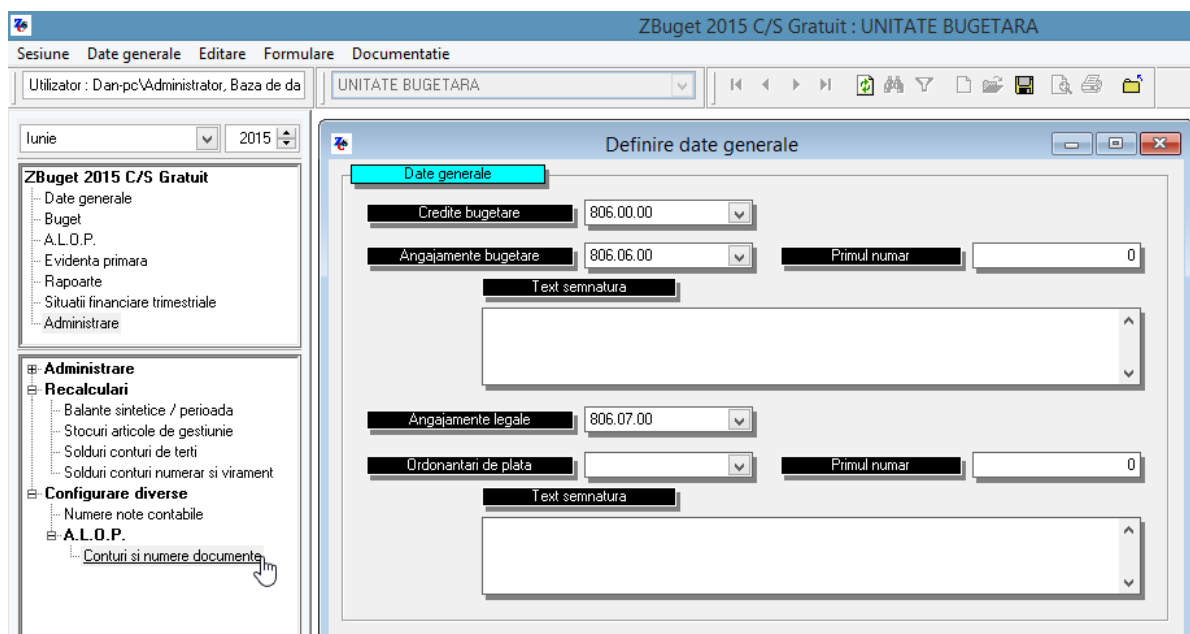 ZBuget 2015 C/S Gratuit : UNITATE BUGETARA
Sesiune Date generale Editare Formulare Documentatie
Utilizator : Dan-pc\Administrator, Baza de da
UNITATE BUGETARA
Iunie
2015
ZBuget 2015 C/S Gratuit
Date generale
Buget
A.L.O.P.
Evidenta primara
Rapoarte
Situatii financiare trimestriale
Administrare
Administrare
Recalculari
Balante sintetice / perioada
Stocuri articole de gestiune
Solduri conturi de terti
Solduri conturi numerar si virament
Configurare diverse
Numere note contabile
A.L.O.P.
Conturi si numere documente
Definire date generale
Date generale
Credite bugetare 806.00.00
Angajamente bugetare 806.06.00 Primul numar 0
Text semnatura
Angajamente legale 806.07.00
Ordonantari de plata Primul numar 0
Text semnatura